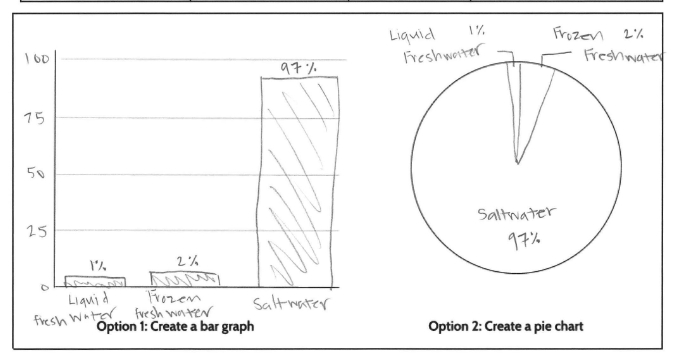 100
75
50
25
0
1%
2%
97%
Liquid
fresh water
Frozen
fresh water
Saltwater
Option 1: Create a bar graph
Liquid 1%
Freshwater
Frozen 2%
Freshwater
Saltwater
97%
Option 2: Create a pie chart